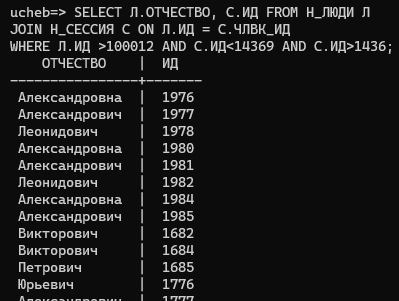 ucheb=> SELECT Л.ОТЧЕСТВО, С.ИД FROM Н_ЛЮДИ Л
JOIN Н_СЕССИЯ С ON Л.ИД = С.ЧЛВК_ИД
WHERE Л.ИД >100012 AND С.ИД<14369 AND С.ИД>1436;
ОТЧЕСТВО | ИД
---------------+-------
Александровна | 1976
Александрович | 1977
Леонидович | 1978
Александровна | 1980
Александрович | 1981
Леонидович | 1982
Александровна | 1984
Александрович | 1985
Викторович | 1682
Викторович | 1684
Петрович | 1685
Юрьевич | 1776
Александрович | 1777